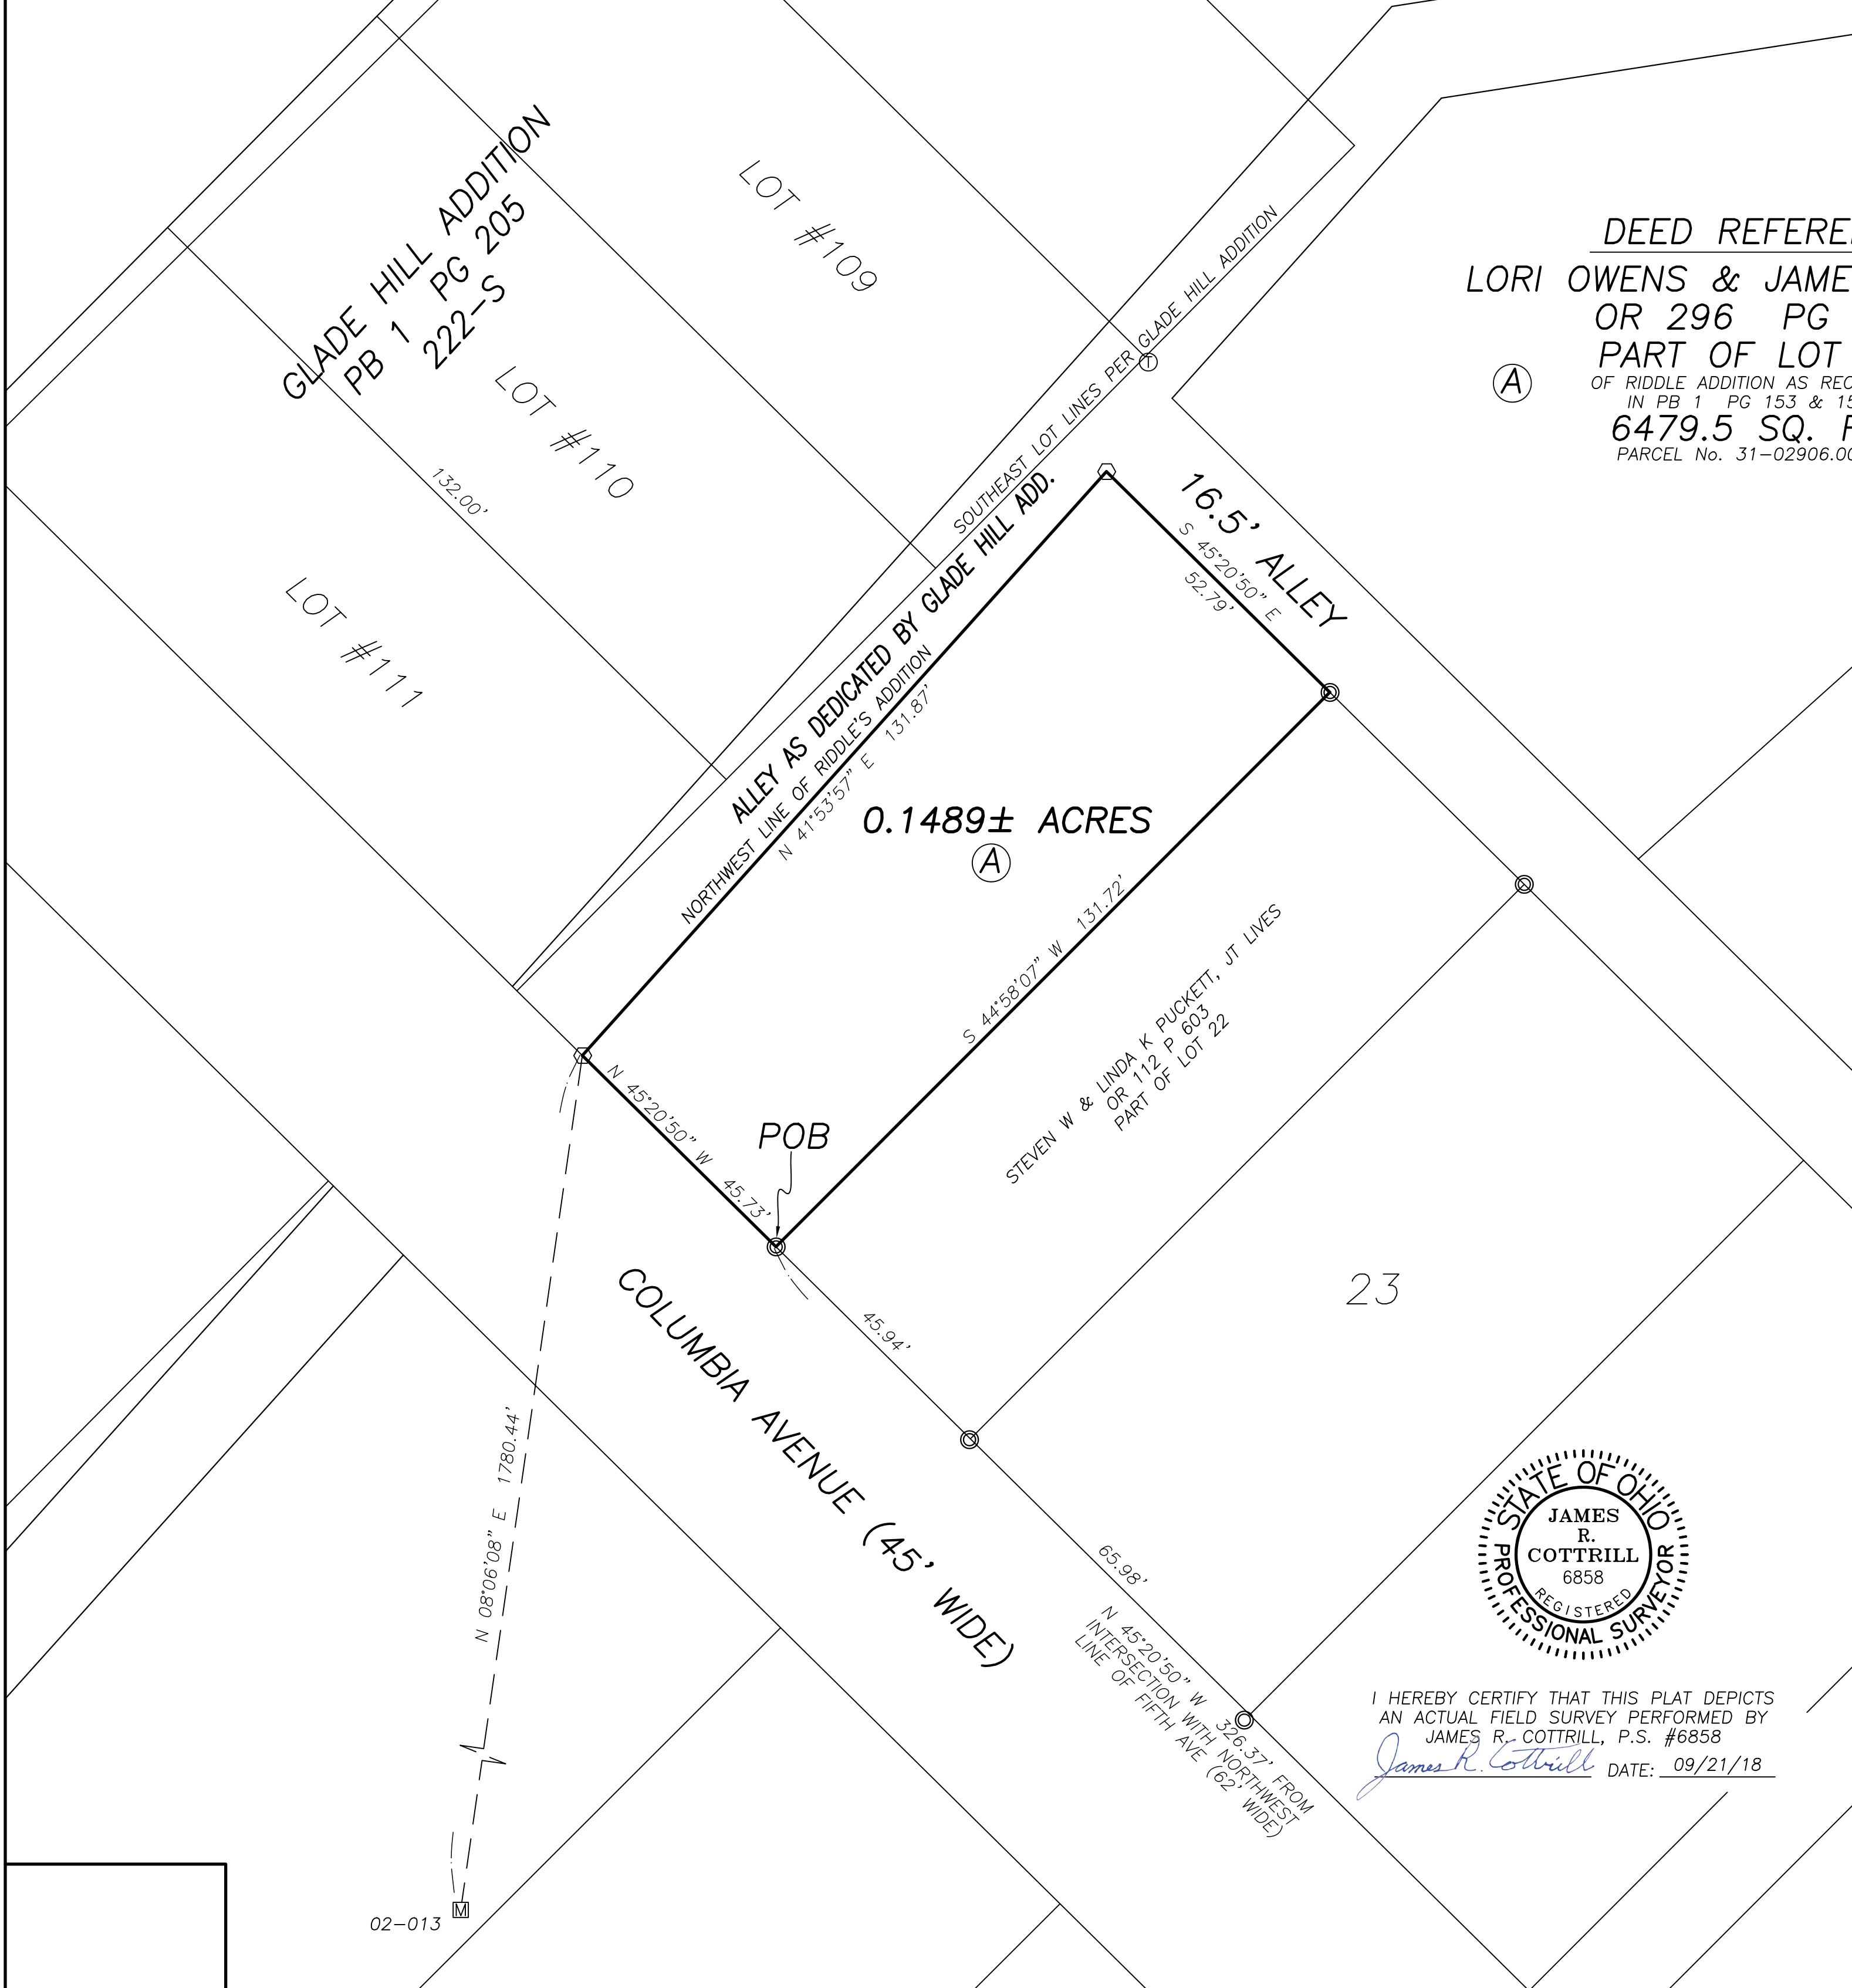 GLADE HILL ADDITION
PB 1 PG 205
222-S
LOT #109
LOT #110
132.00'
LOT #111
SOUTHEAST LOT LINES PER GLADE HILL ADDITION
T
ALLEY AS DEDICATED BY GLADE HILL ADD.
NORTHWEST LINE OF RIDDLE'S ADDITION
N 41°53'57" E 131.87'
16.5' ALLEY
S 45°20'50" E
52.79'
DEED
LORI OWENS &
OR 296 PG
PART OF LOT
A
OF RIDDLE ADDITION AS
IN PB 1 PG 153 &
6479.5 SQ.
PARCEL No. 31-02906.00
0.1489± ACRES
A
S 44°58'07" W 131.72'
STEVEN W & LINDA K PUCKETT, JT LIVES
OR 112 P 603
PART OF LOT 22
N 45°20'50" W 45.73'
POB
45.94'
23
COLUMBIA AVENUE (45' WIDE)
N 08°06'08" E 1780.44'
65.98'
N 45°20'50" W 326.37' FROM
INTERSECTION WITH NORTHWEST
LINE OF FIFTH AVE (62' WIDE)
STATE OF OHIO
JAMES
R.
COTTRILL
6858
REGISTERED
PROFESSIONAL SURVEYOR
I HEREBY CERTIFY THAT THIS PLAT DEPICTS
AN ACTUAL FIELD SURVEY PERFORMED BY
JAMES R. COTTRILL, P.S. #6858
James R. Cottrill DATE: 09/21/18
02-013
M